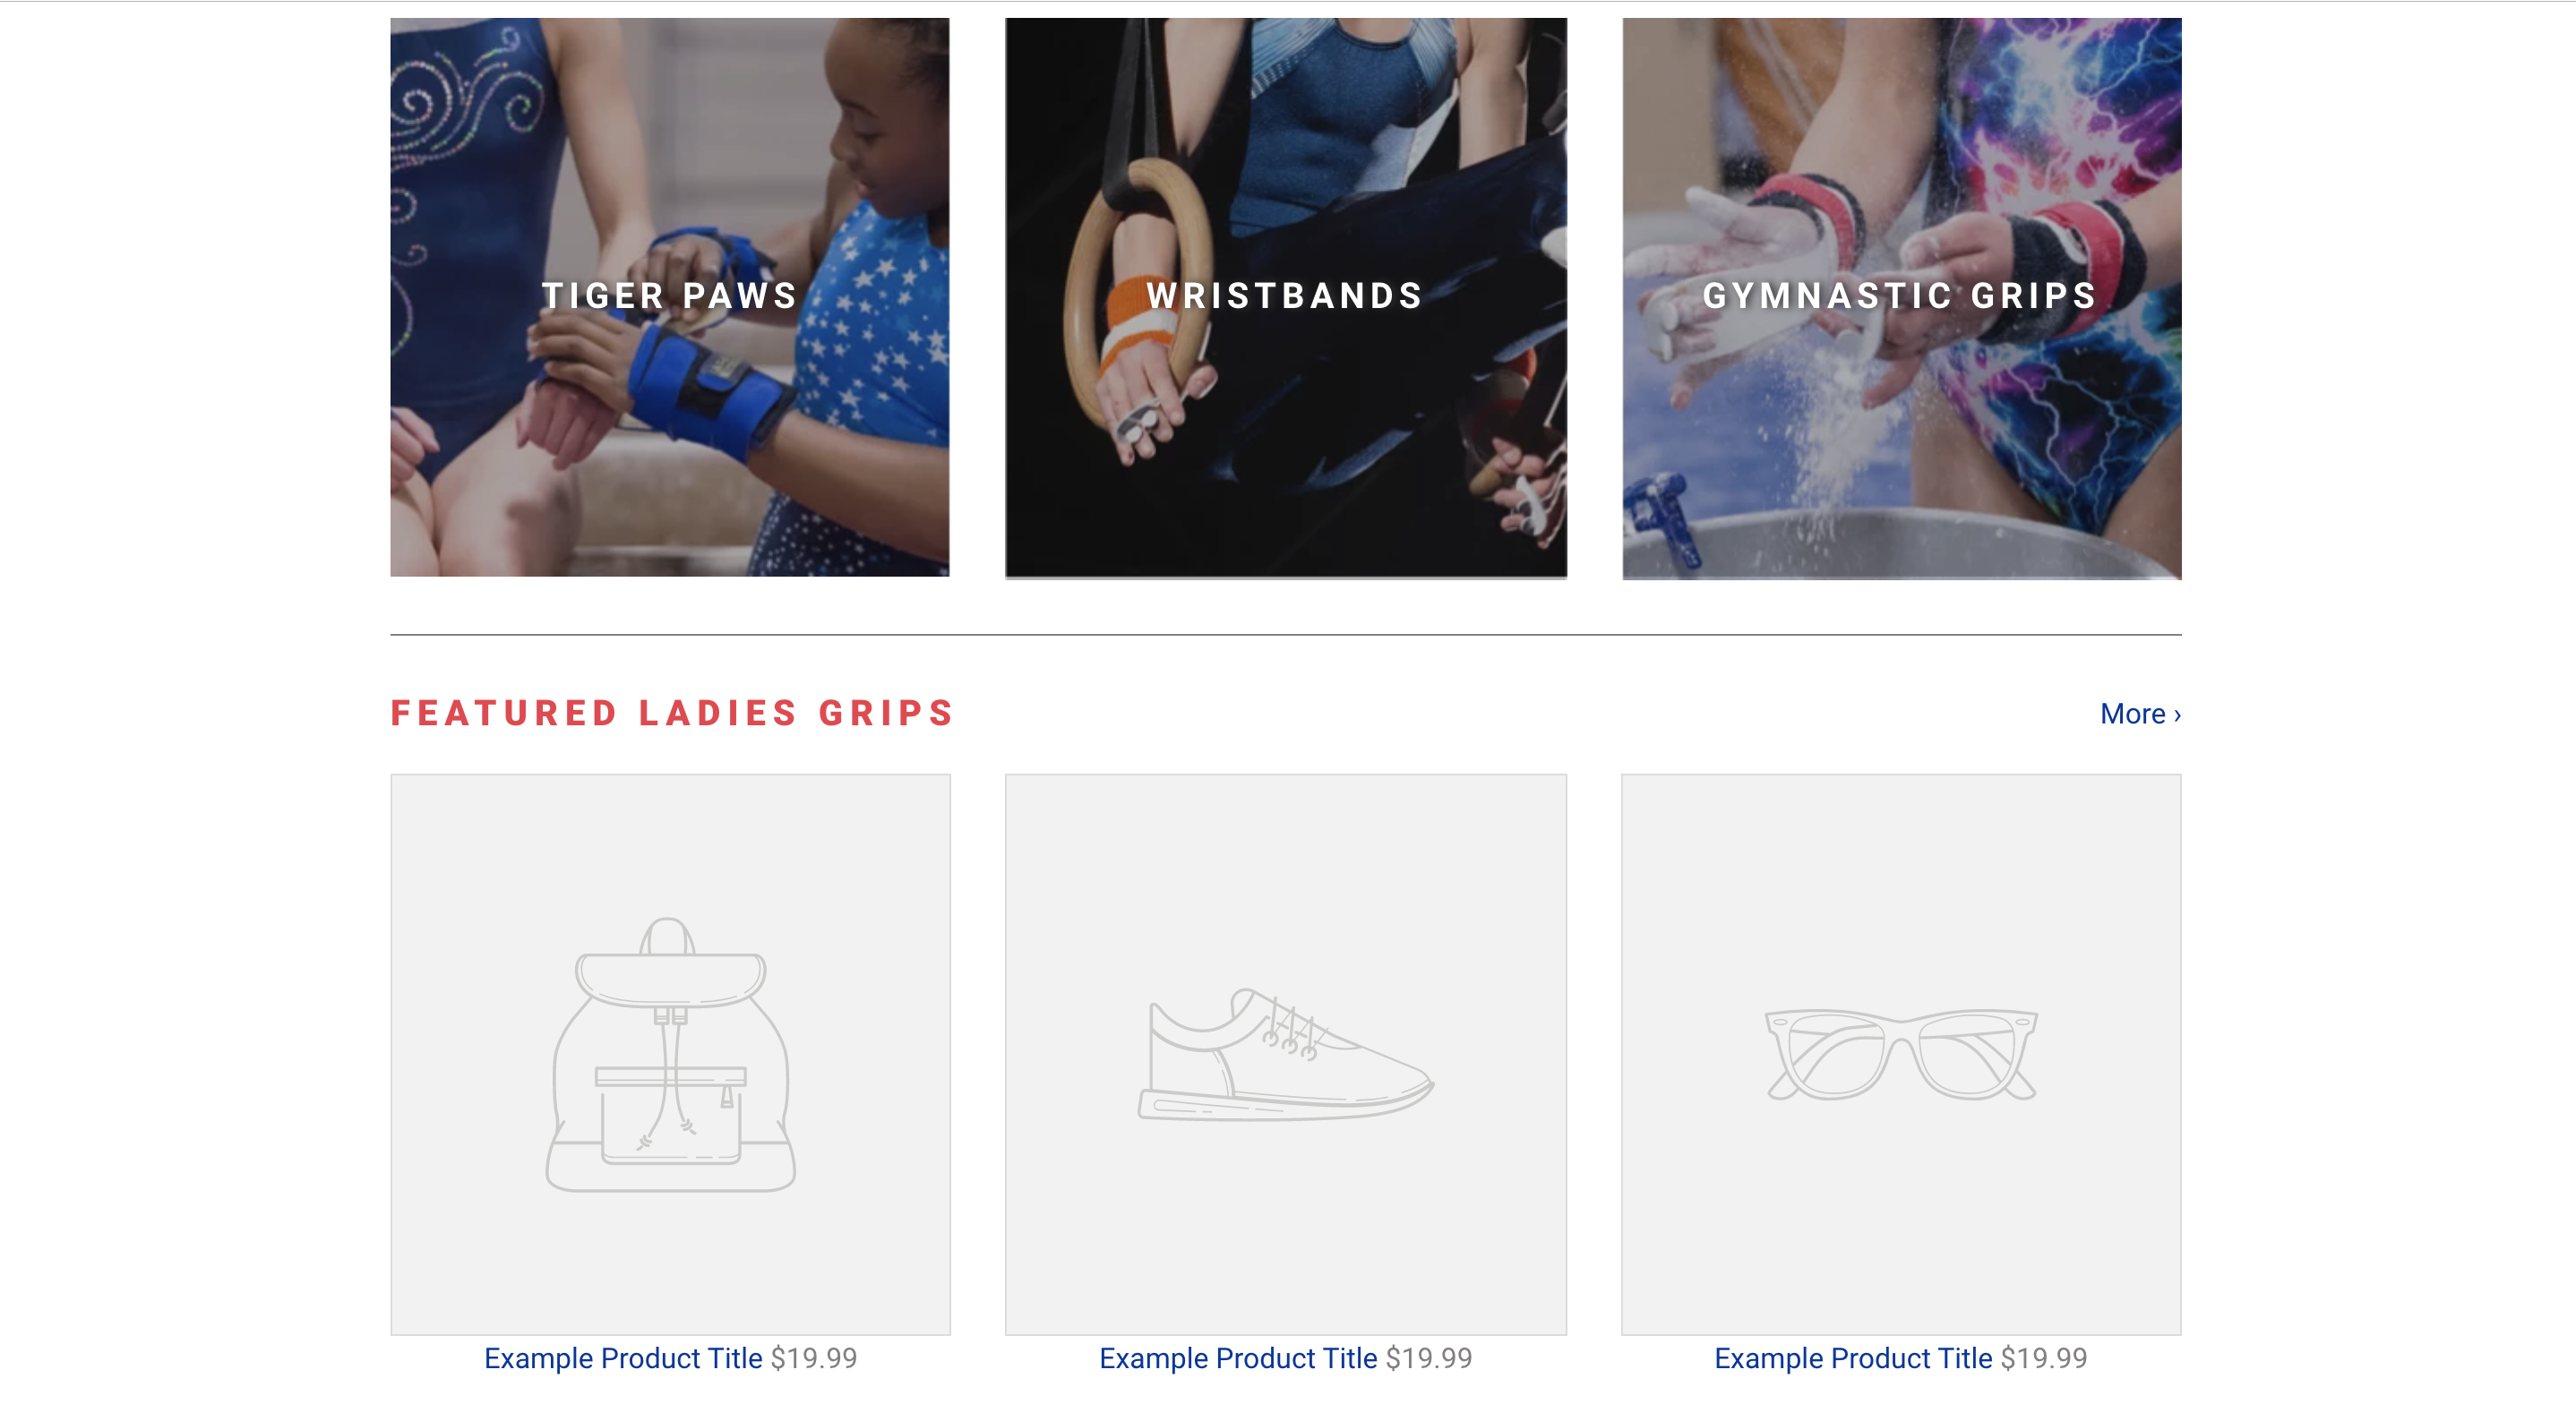 TIGER PAWS
WRISTBANDS
GYMNASTIC GRIPS
FEATURED LADIES GRIPS
More ›
Example Product Title $19.99
Example Product Title $19.99
Example Product Title $19.99